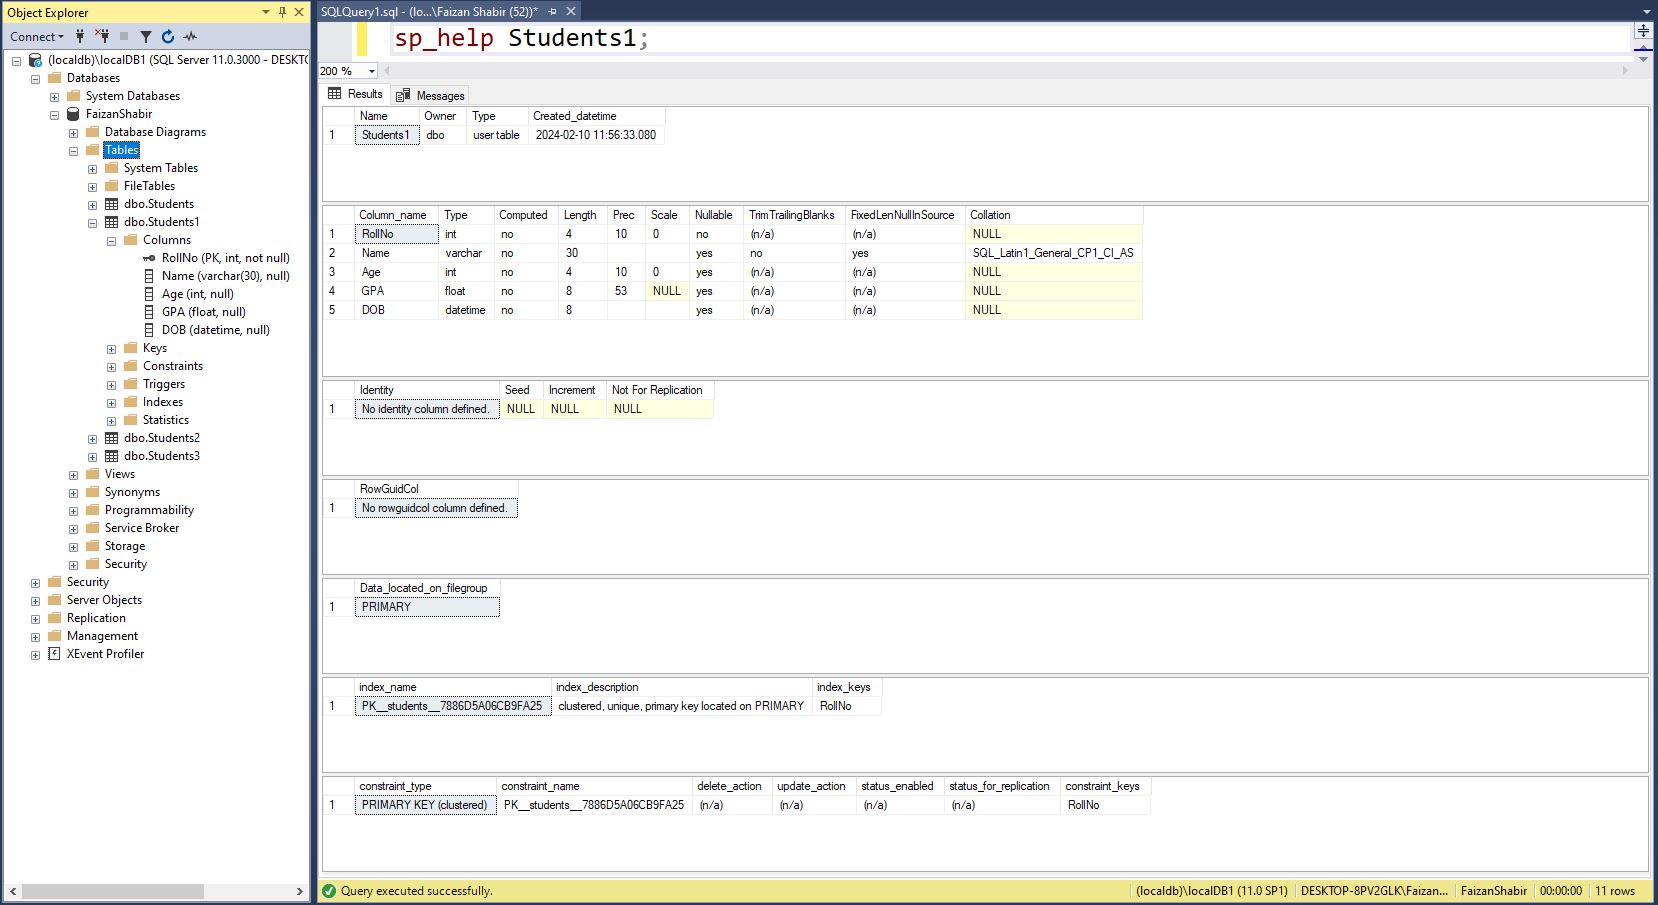 Object Explorer
Connect
(localdb)\localDB1 (SQL Server 11.0.3000 - DESKTO
Databases
System Databases
FaizanShabir
Database Diagrams
Tables
System Tables
FileTables
dbo.Students
dbo.Students1
Columns
RollNo (PK, int, not null)
Name (varchar(30), null)
Age (int, null)
GPA (float, null)
DOB (datetime, null)
Keys
Constraints
Triggers
Indexes
Statistics
dbo.Students2
dbo.Students3
Views
Synonyms
Programmability
Service Broker
Storage
Security
Security
Server Objects
Replication
Management
XEvent Profiler
SQLQuery1.sql - (lo...\Faizan Shabir (52))*
sp_help Students1;
200 %
Results Messages
Name Owner Type Created_datetime
1 Students1 dbo user table 2024-02-10 11:56:33.080
Column_name Type Computed Length Prec Scale Nullable TrimTrailingBlanks FixedLenNullInSource Collation
1 RollNo int no 4 10 0 no (n/a) (n/a) NULL
2 Name varchar no 30 yes no yes SQL_Latin1_General_CP1_CI_AS
3 Age int no 4 10 0 yes (n/a) (n/a) NULL
4 GPA float no 8 53 NULL yes (n/a) (n/a) NULL
5 DOB datetime no 8 yes (n/a) (n/a) NULL
Identity Seed Increment Not For Replication
1 No identity column defined. NULL NULL NULL
RowGuidCol
1 No rowguidcol column defined.
Data_located_on_filegroup
1 PRIMARY
index_name index_description index_keys
1 PK__students__7886D5A06CB9FA25 clustered, unique, primary key located on PRIMARY RollNo
constraint_type constraint_name delete_action update_action status_enabled status_for_replication constraint_keys
1 PRIMARY KEY (clustered) PK__students__7886D5A06CB9FA25 (n/a) (n/a) (n/a) (n/a) RollNo
Query executed successfully. (localdb)\localDB1 (11.0 SP1) DESKTOP-8PV2GLK\Faizan... FaizanShabir 00:00:00 11 rows